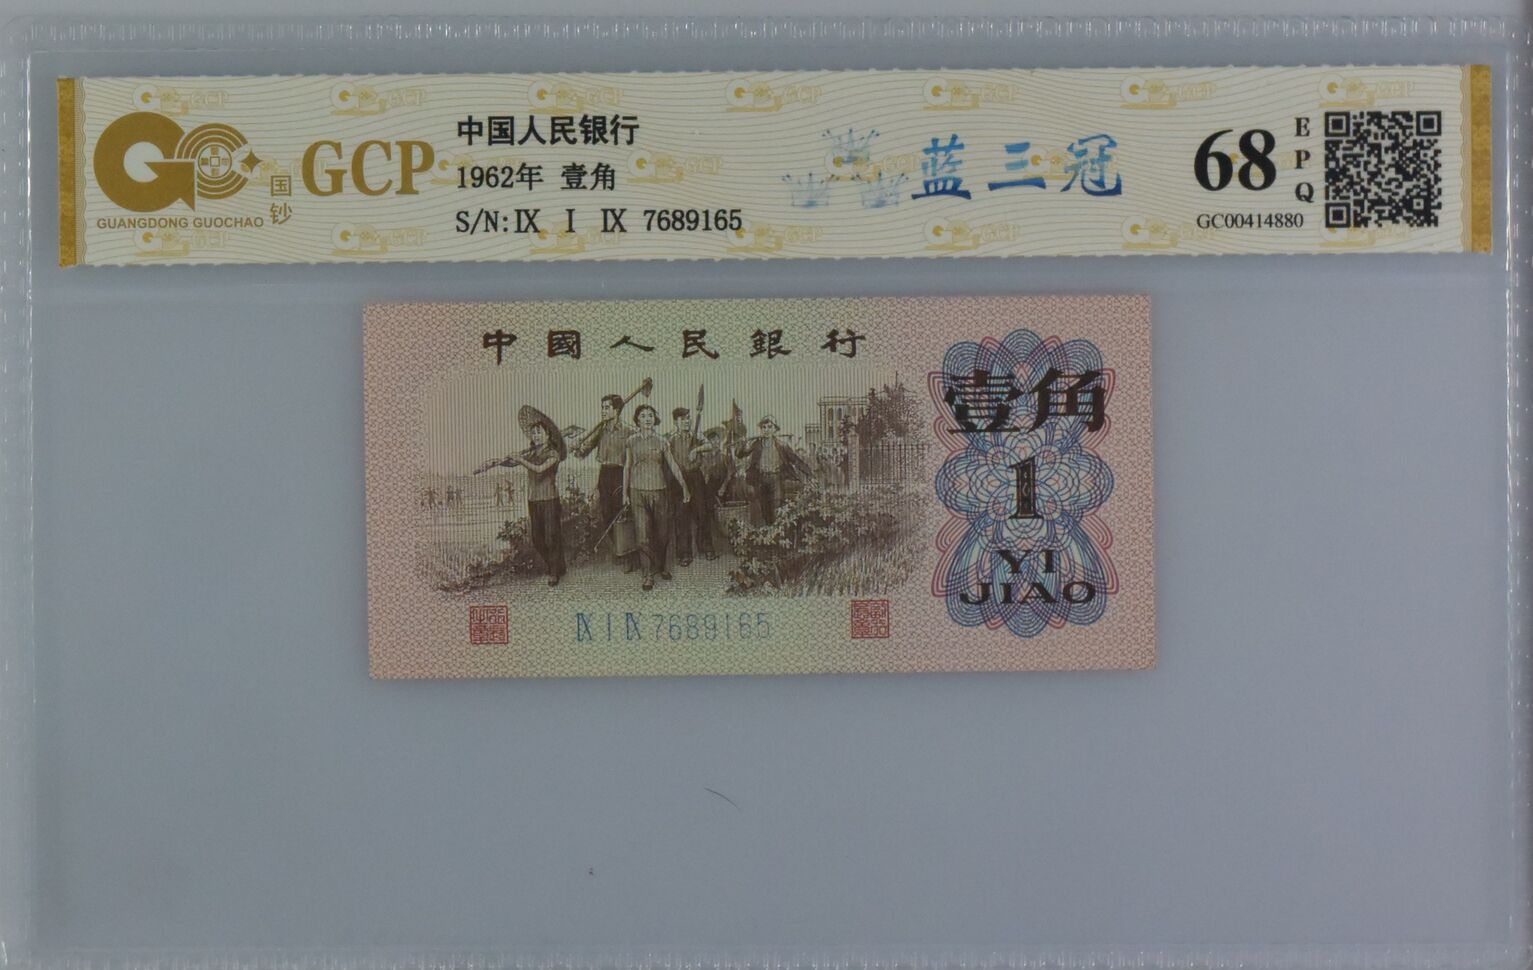 GUANGDONG GUOCHAO
国钞
GCP
中国人民银行
1962年 壹角
S/N:Ⅸ Ⅰ Ⅸ 7689165
蓝三冠
68
EPQ
GC00414880
中國人民銀行
壹角
1
YI
JIAO
Ⅸ Ⅰ Ⅸ 7689165